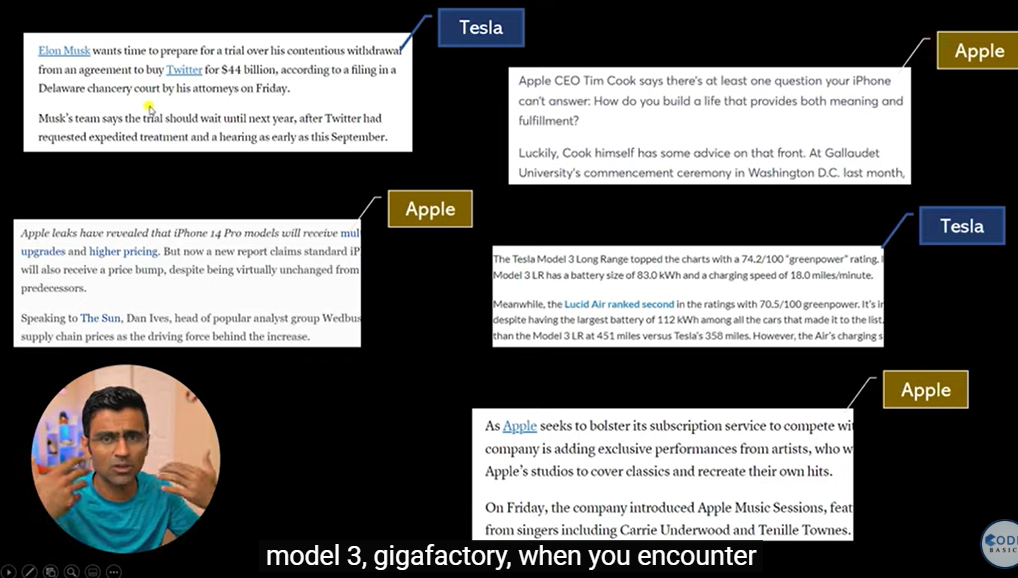 Tesla
Elon Musk wants time to prepare for a trial over his contentious withdrawal
from an agreement to buy Twitter for $44 billion, according to a filing in a
Delaware chancery court by his attorneys on Friday.
Musk's team says the trial should wait until next year, after Twitter had
requested expedited treatment and a hearing as early as this September.
Apple
Apple CEO Tim Cook says there's at least one question your iPhone
can't answer: How do you build a life that provides both meaning and
fulfillment?
Luckily, Cook himself has some advice on that front. At Gallaudet
University's commencement ceremony in Washington D.C. last month,
Apple
Apple leaks have revealed that iPhone 14 Pro models will receive mul
upgrades and higher pricing. But now a new report claims standard iP
will also receive a price bump, despite being virtually unchanged from
predecessors.
Speaking to The Sun, Dan Ives, head of popular analyst group Wedbus
supply chain prices as the driving force behind the increase.
Tesla
The Tesla Model 3 Long Range topped the charts with a 74.2/100 "greenpower" rating.
Model 3 LR has a battery size of 83.0 kWh and a charging speed of 18.0 miles/minute.
Meanwhile, the Lucid Air ranked second in the ratings with 70.5/100 greenpower. It's
despite having the largest battery of 112 kWh among all the cars that made it to the list.
than the Model 3 LR at 451 miles versus Tesla's 358 miles. However, the Air's charging s
Apple
As Apple seeks to bolster its subscription service to compete wit
company is adding exclusive performances from artists, who w
Apple's studios to cover classics and recreate their own hits.
On Friday, the company introduced Apple Music Sessions, feat
from singers including Carrie Underwood and Tenille Townes.
CODE
BASIC
model 3, gigafactory, when you encounter